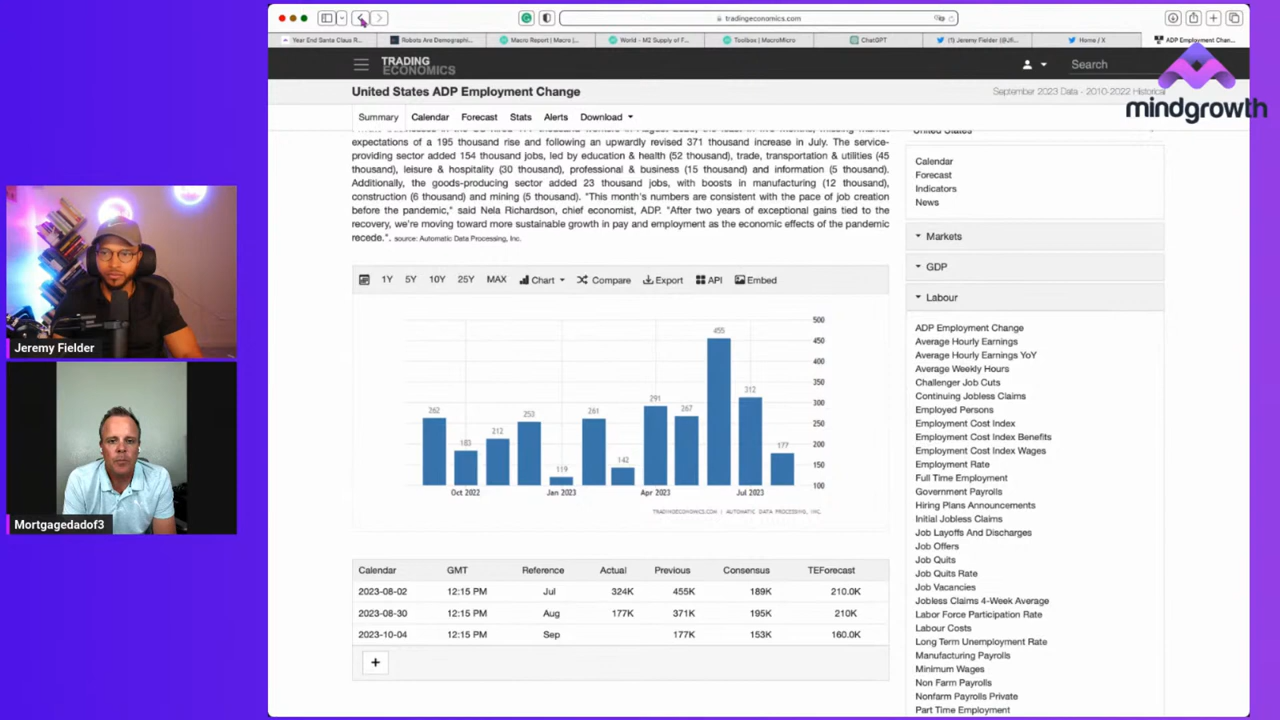 tradingeconomics.com
Year End Santa Claus R...
Robots Are Demographi...
Macro Report | Macro |...
World - M2 Supply of F...
Toolbox | MacroMicro
ChatGPT
(1) Jeremy Fielder (@Jfi...
Home / X
ADP Employment Chan...
TRADING
ECONOMICS
Search
mindgrowth
United States ADP Employment Change
September 2023 Data - 2010-2022 Historical
Summary Calendar Forecast Stats Alerts Download
expectations of a 195 thousand rise and following an upwardly revised 371 thousand increase in July. The service-
providing sector added 154 thousand jobs, led by education & health (52 thousand), trade, transportation & utilities (45
thousand), leisure & hospitality (30 thousand), professional & business (15 thousand) and information (5 thousand).
Additionally, the goods-producing sector added 23 thousand jobs, with boosts in manufacturing (12 thousand),
construction (6 thousand) and mining (5 thousand). "This month's numbers are consistent with the pace of job creation
before the pandemic," said Nela Richardson, chief economist, ADP. "After two years of exceptional gains tied to the
recovery, we're moving toward more sustainable growth in pay and employment as the economic effects of the pandemic
recede.". source: Automatic Data Processing, Inc.
1Y 5Y 10Y 25Y MAX Chart Compare Export API Embed
500
450
400
350
300
250
200
150
100
262 183 212 253 119 261 142 291 267 455 312 177
Oct 2022 Jan 2023 Apr 2023 Jul 2023
TRADINGECONOMICS.COM | AUTOMATIC DATA PROCESSING, INC.
Calendar GMT Reference Actual Previous Consensus TEForecast
2023-08-02 12:15 PM Jul 324K 455K 189K 210.0K
2023-08-30 12:15 PM Aug 177K 371K 195K 210K
2023-10-04 12:15 PM Sep 177K 153K 160.0K
+
United States
Calendar
Forecast
Indicators
News
Markets
GDP
Labour
ADP Employment Change
Average Hourly Earnings
Average Hourly Earnings YoY
Average Weekly Hours
Challenger Job Cuts
Continuing Jobless Claims
Employed Persons
Employment Cost Index
Employment Cost Index Benefits
Employment Cost Index Wages
Employment Rate
Full Time Employment
Government Payrolls
Hiring Plans Announcements
Initial Jobless Claims
Job Layoffs And Discharges
Job Offers
Job Quits
Job Quits Rate
Job Vacancies
Jobless Claims 4-Week Average
Labor Force Participation Rate
Labour Costs
Long Term Unemployment Rate
Manufacturing Payrolls
Minimum Wages
Non Farm Payrolls
Nonfarm Payrolls Private
Part Time Employment
Jeremy Fielder
Mortgagedadof3